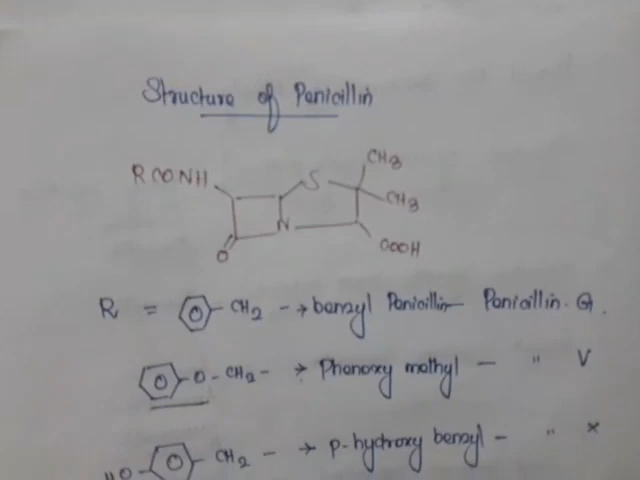 Structure of Penicillin
RCONH S CH3
CH3
N
O COOH
R = CH2 → benzyl Penicillin - Penicillin. G.
O - CH2 - → Phenoxy methyl - " V
HO - CH2 - → p-hydroxy benzyl - " X